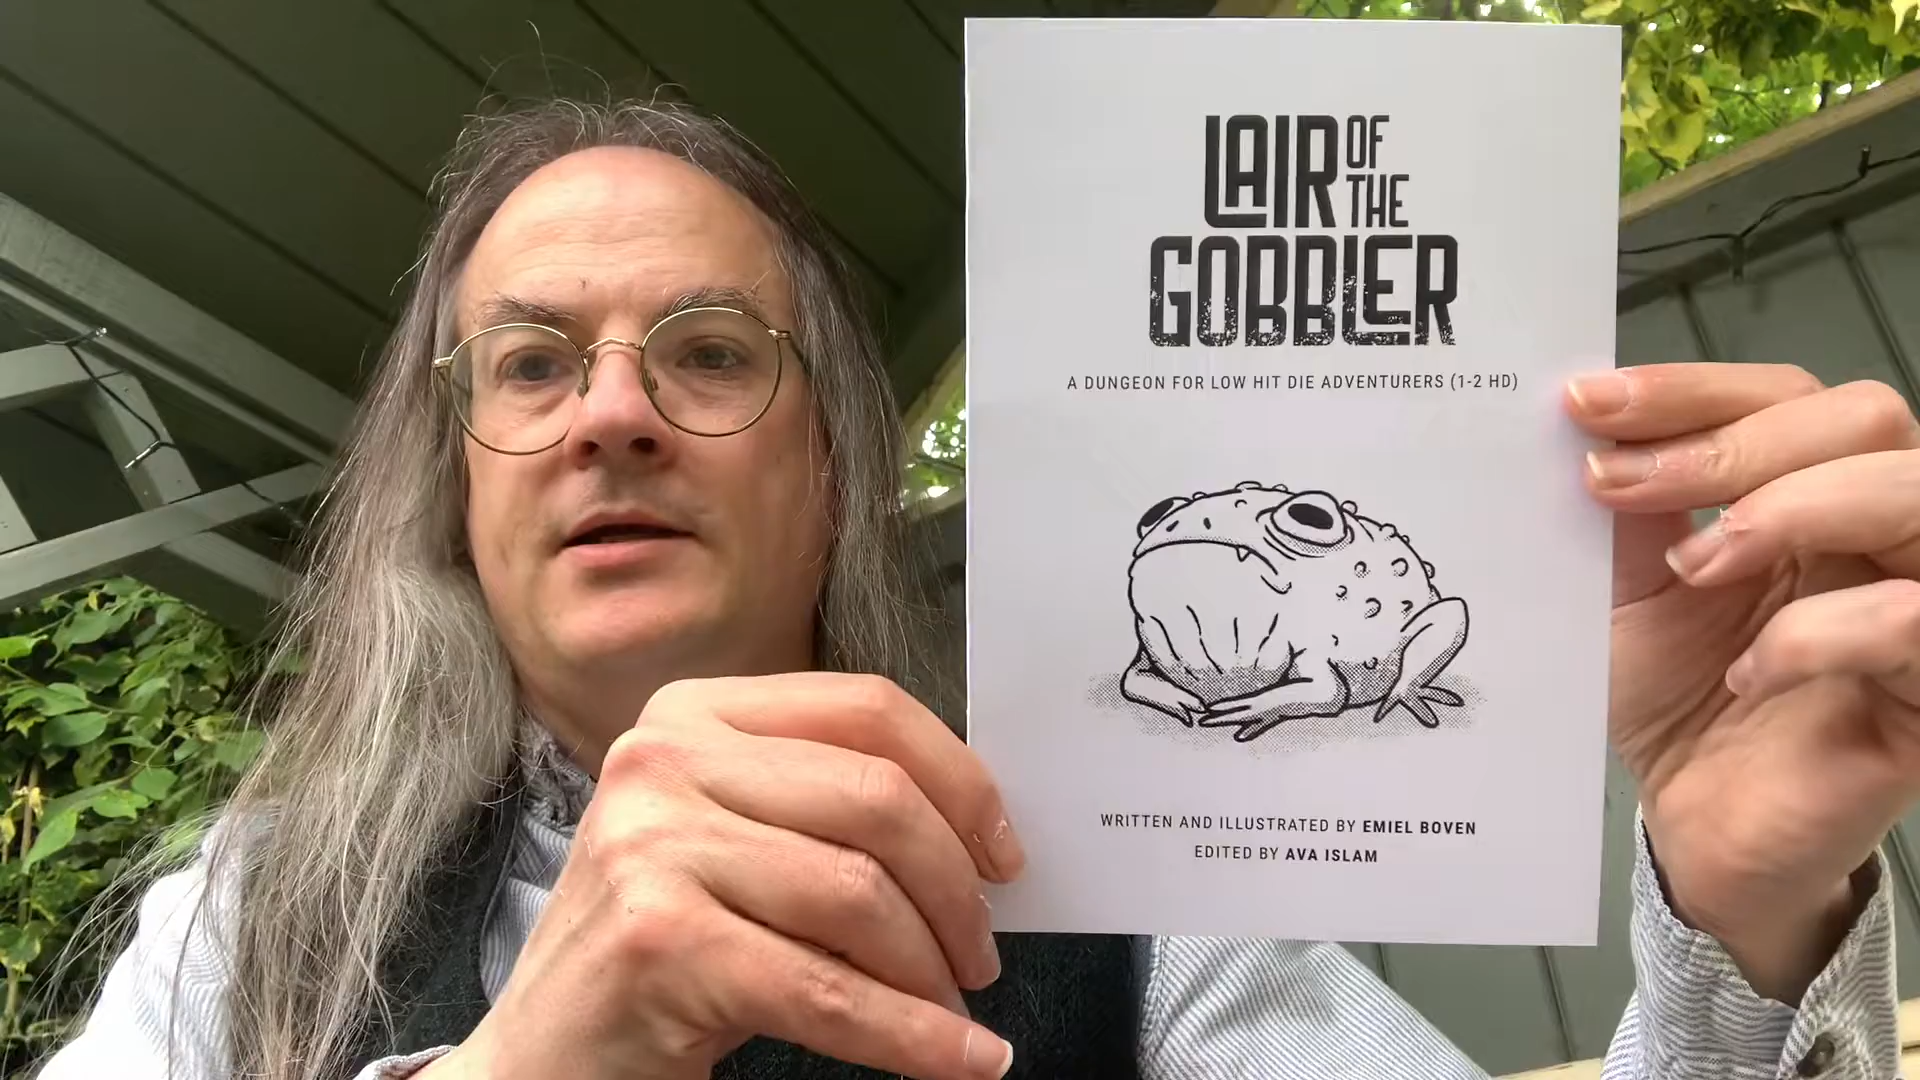 LAIR OF THE
GOBBLER
A DUNGEON FOR LOW HIT DIE ADVENTURERS (1-2 HD)
WRITTEN AND ILLUSTRATED BY EMIEL BOVEN
EDITED BY AVA ISLAM